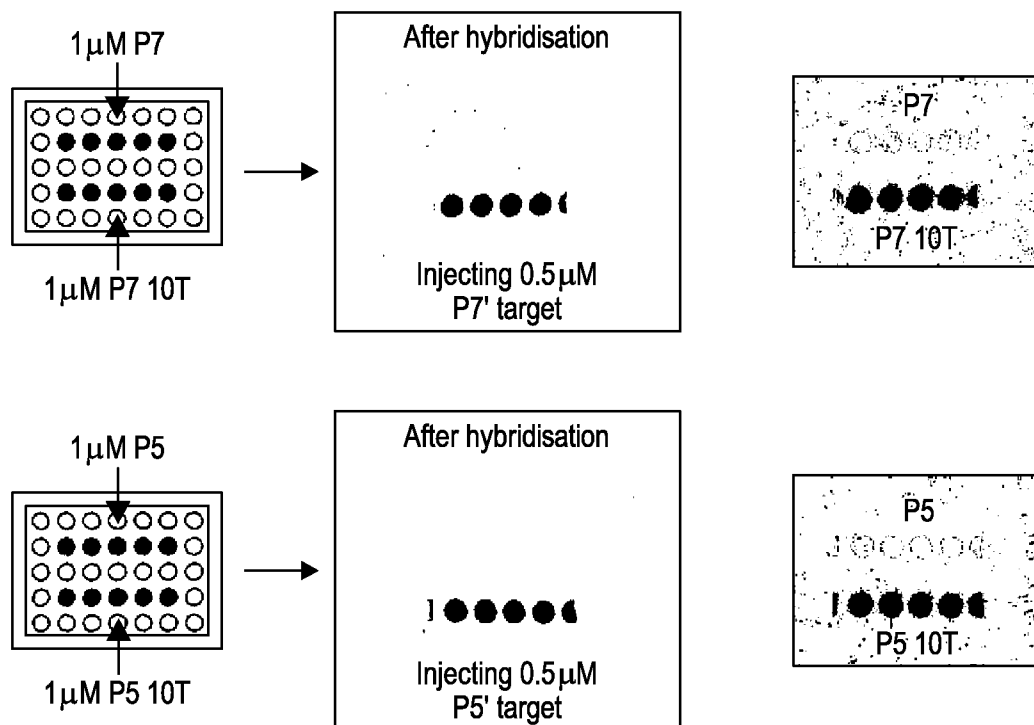 1µM P7
1µM P7 10T
After hybridisation
Injecting 0.5µM
P7' target
P7
P7 10T
1µM P5
1µM P5 10T
After hybridisation
Injecting 0.5µM
P5' target
P5
P5 10T